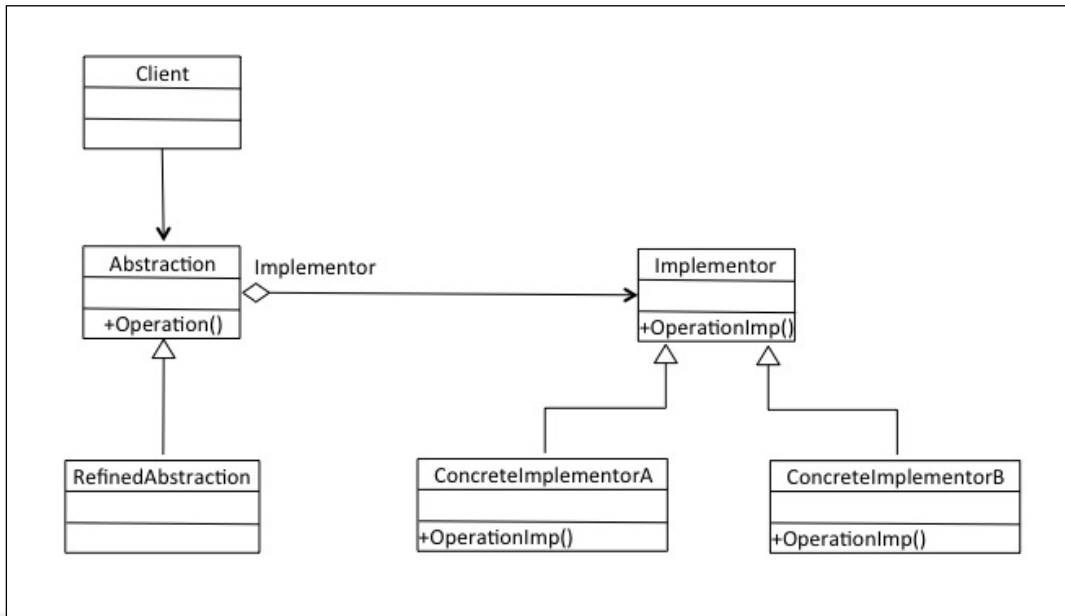 Client
Abstraction
+Operation()
Implementor
Implementor
+OperationImp()
RefinedAbstraction
ConcreteImplementorA
+OperationImp()
ConcreteImplementorB
+OperationImp()